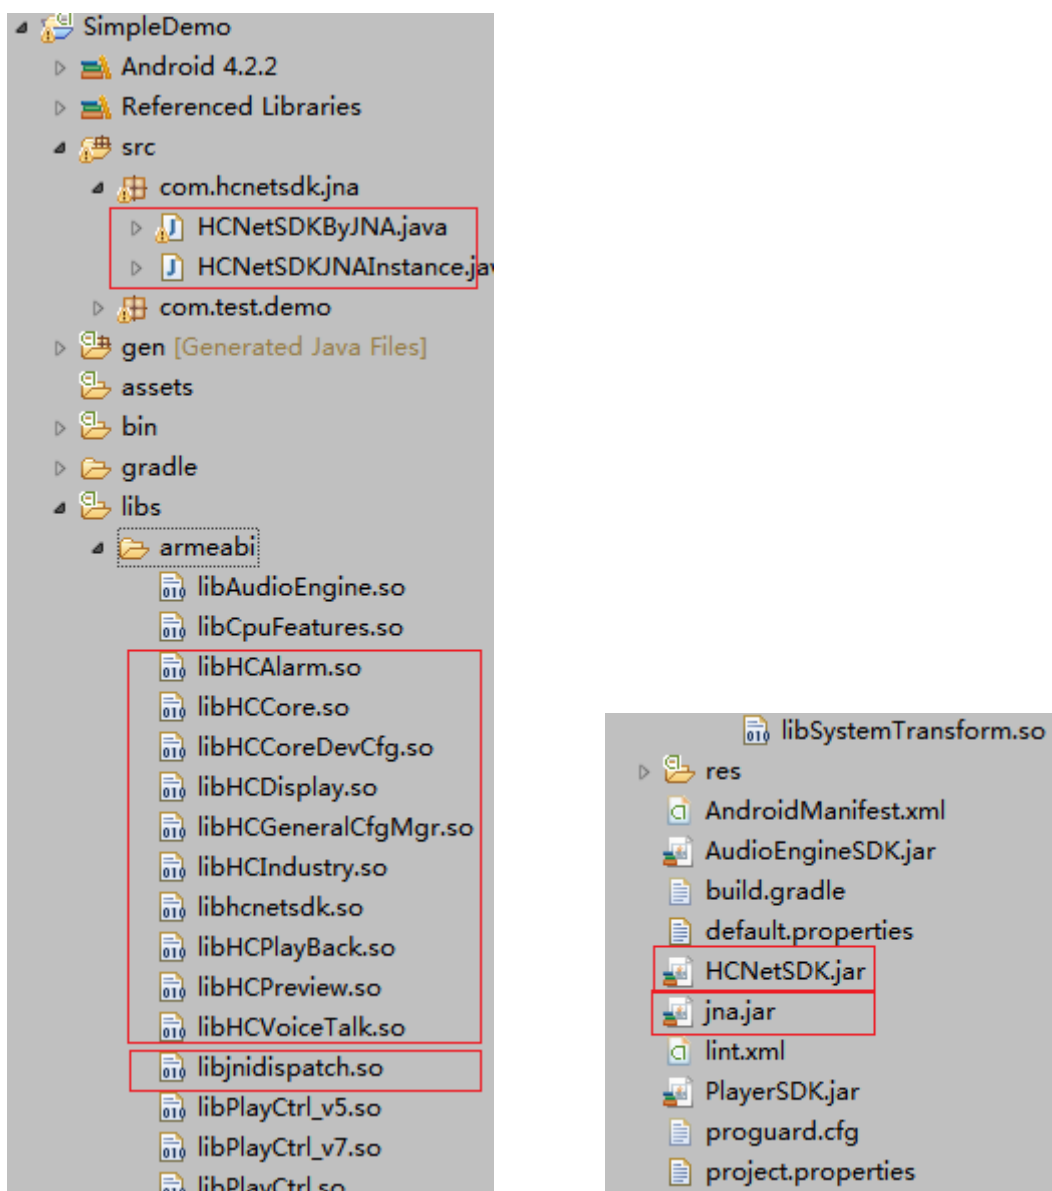 SimpleDemo
Android 4.2.2
Referenced Libraries
src
com.hcnetsdk.jna
HCNetSDKByJNA.java
HCNetSDKJNAInstance.jav
com.test.demo
gen [Generated Java Files]
assets
bin
gradle
libs
armeabi
libAudioEngine.so
libCpuFeatures.so
libHCAlarm.so
libHCCore.so
libHCCoreDevCfg.so
libHCDisplay.so
libHCGeneralCfgMgr.so
libHCIndustry.so
libhcnetsdk.so
libHCPlayBack.so
libHCPreview.so
libHCVoiceTalk.so
libjnidispatch.so
libPlayCtrl_v5.so
libPlayCtrl_v7.so
libPlayCtrl.so
libSystemTransform.so
res
AndroidManifest.xml
AudioEngineSDK.jar
build.gradle
default.properties
HCNetSDK.jar
jna.jar
lint.xml
PlayerSDK.jar
proguard.cfg
project.properties